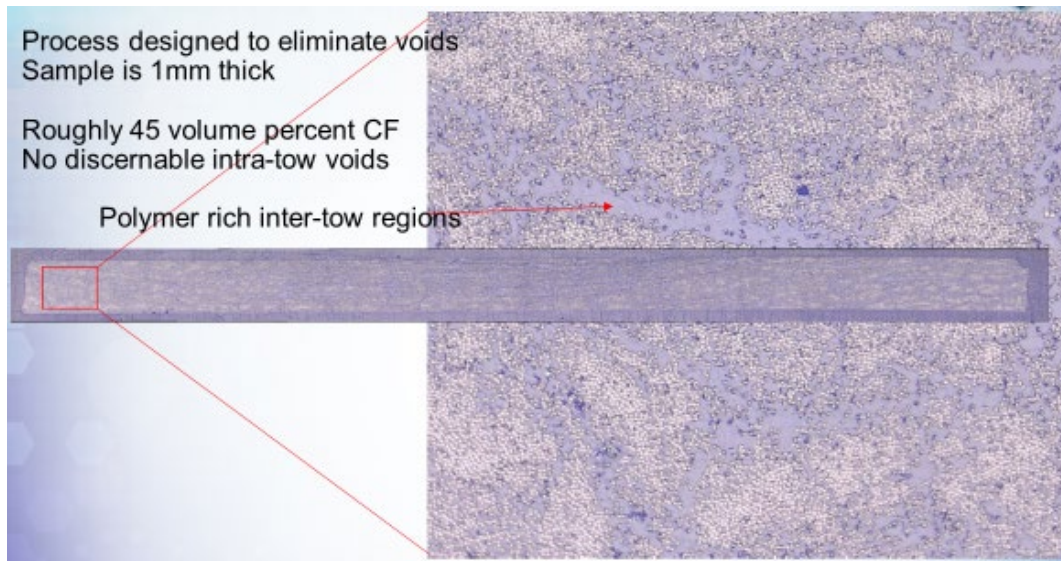 Process designed to eliminate voids
Sample is 1mm thick
Roughly 45 volume percent CF
No discernable intra-tow voids
Polymer rich inter-tow regions